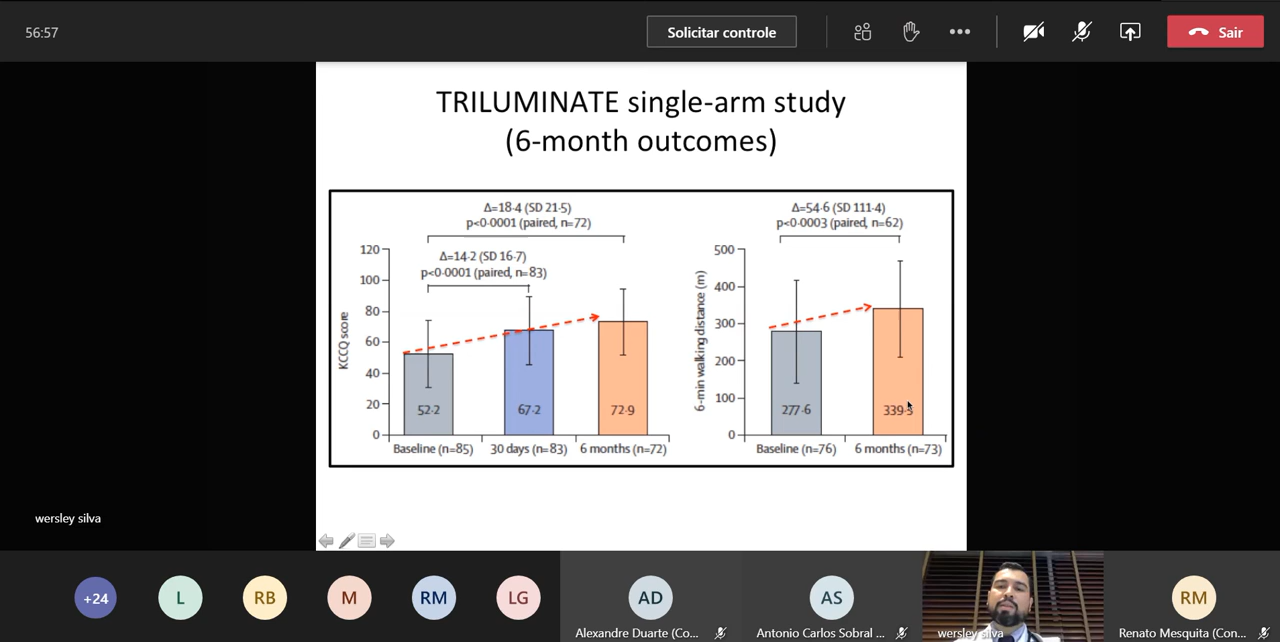 56:57
Solicitar controle
Sair
TRILUMINATE single-arm study
(6-month outcomes)
Δ=18·4 (SD 21·5)
p<0·0001 (paired, n=72)
Δ=14·2 (SD 16·7)
p<0·0001 (paired, n=83)
KCCQ score
120
100
80
60
40
20
0
52·2
67·2
72·9
Baseline (n=85)
30 days (n=83)
6 months (n=72)
Δ=54·6 (SD 111·4)
p<0·0003 (paired, n=62)
6-min walking distance (m)
500
400
300
200
100
0
277·6
Baseline (n=76)
6 months (n=73)
wersley silva
+24
L
RB
M
RM
LG
AD
Alexandre Duarte (Co...
AS
Antonio Carlos Sobral ...
wersley silva
RM
Renato Mesquita (Con...